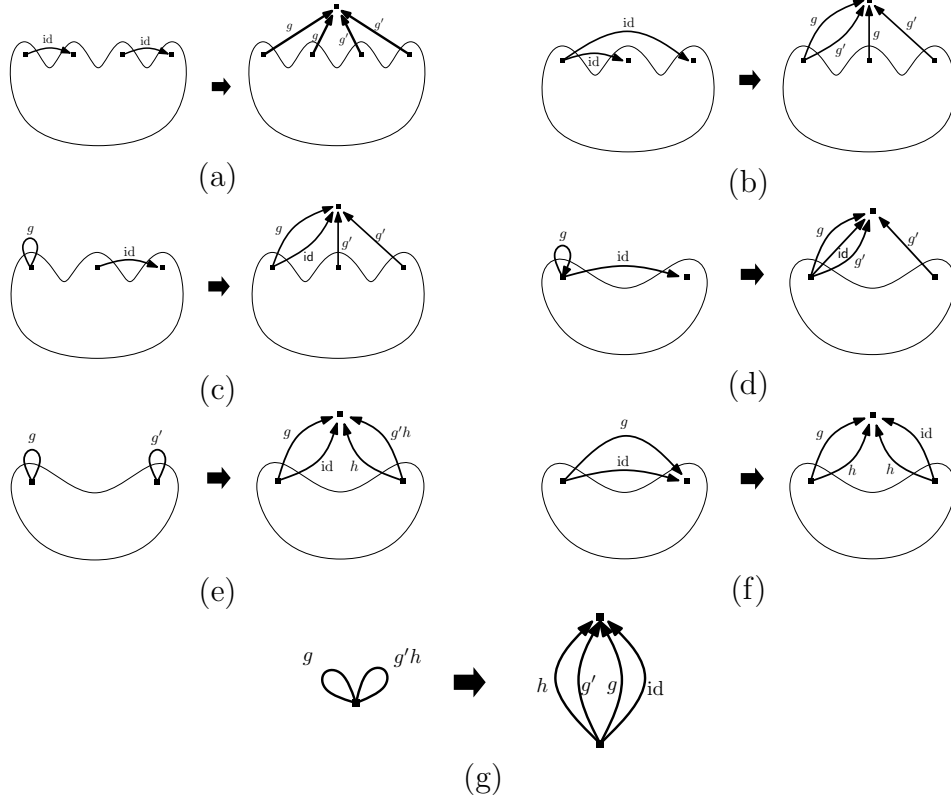 id id g g g' g'
(a)
id id g g' g g'
(b)
g id g id g' g'
(c)
g id g id g' g'
(d)
g g' g id h g'h
(e)
g id g h h id
(f)
g g'h h g' g id
(g)